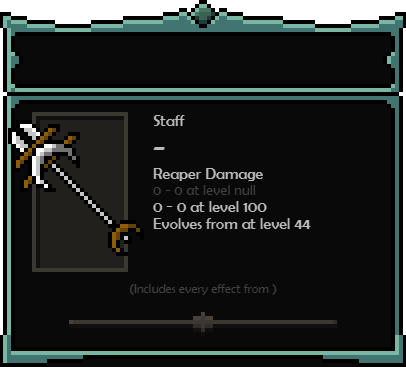 Staff
–
Reaper Damage
0 - 0 at level null
0 - 0 at level 100
Evolves from at level 44
(Includes every effect from )